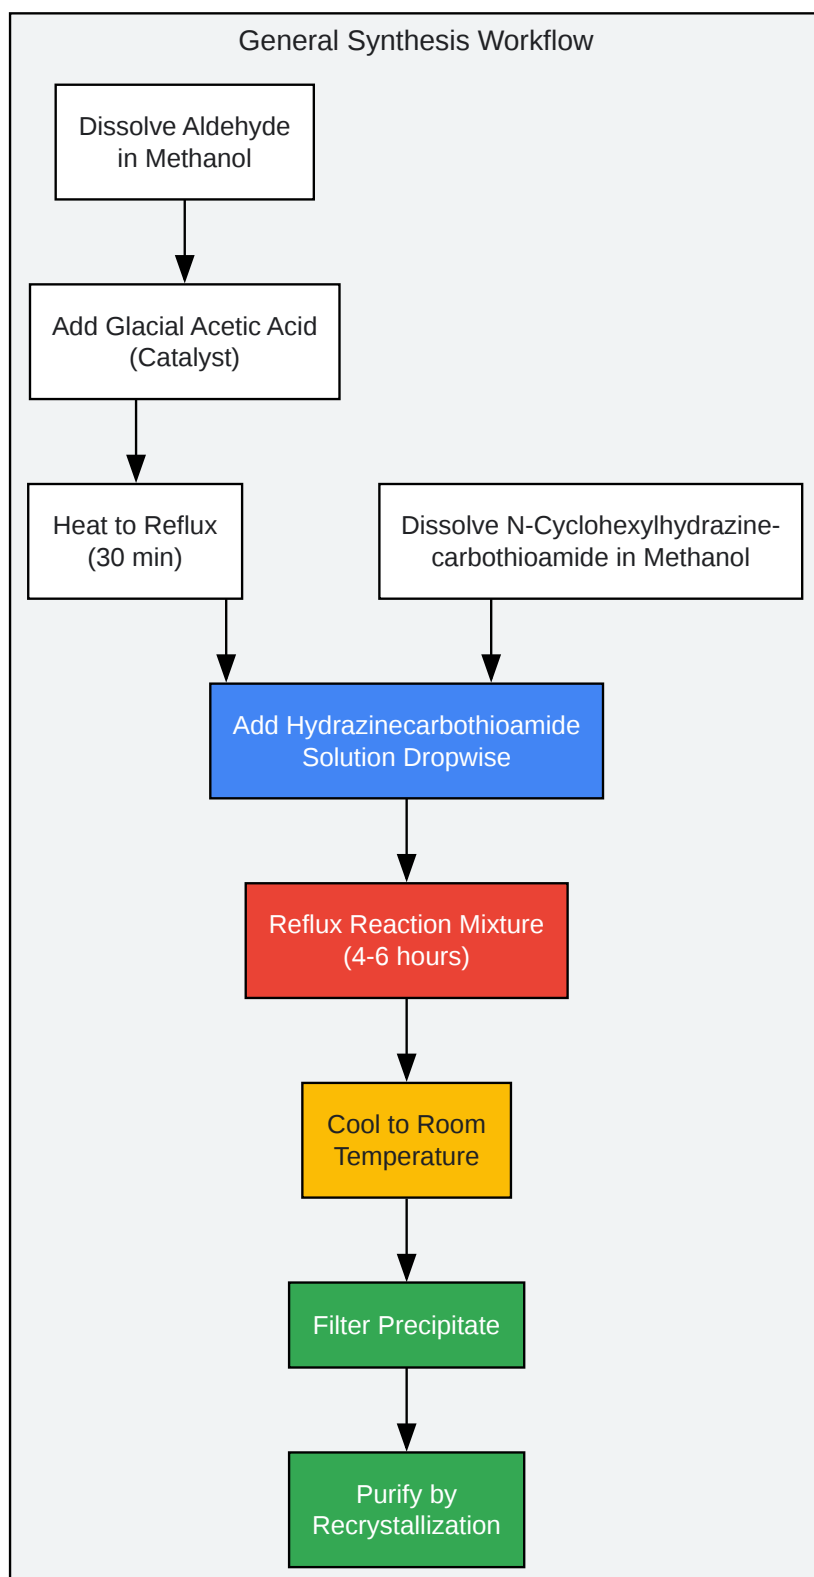 General Synthesis Workflow
Dissolve Aldehyde
in Methanol
Add Glacial Acetic Acid
(Catalyst)
Heat to Reflux
(30 min)
Dissolve N-Cyclohexylhydrazine-
carbothioamide in Methanol
Add Hydrazinecarbothioamide
Solution Dropwise
Reflux Reaction Mixture
(4-6 hours)
Cool to Room
Temperature
Filter Precipitate
Purify by
Recrystallization